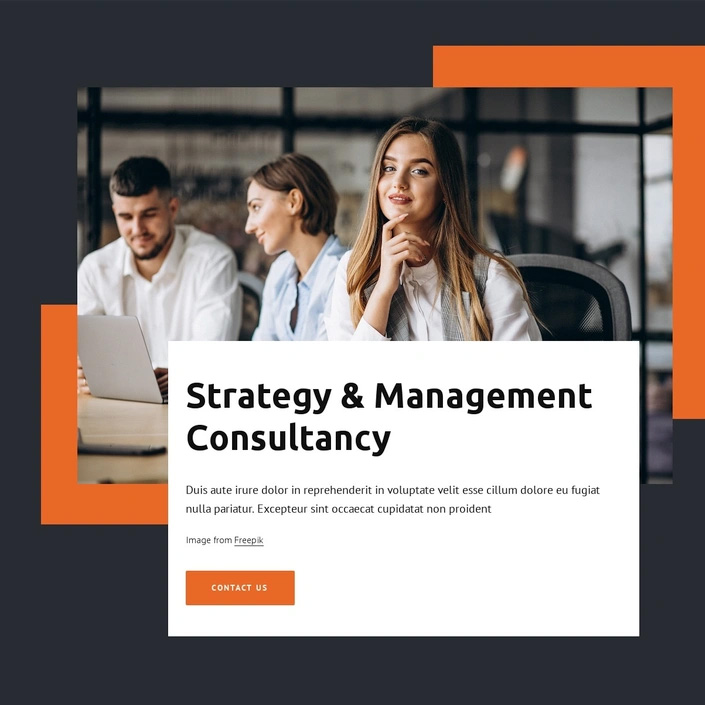 Strategy & Management
Consultancy
Duis aute irure dolor in reprehenderit in voluptate velit esse cillum dolore eu fugiat
nulla pariatur. Excepteur sint occaecat cupidatat non proident
Image from Freepik
CONTACT US